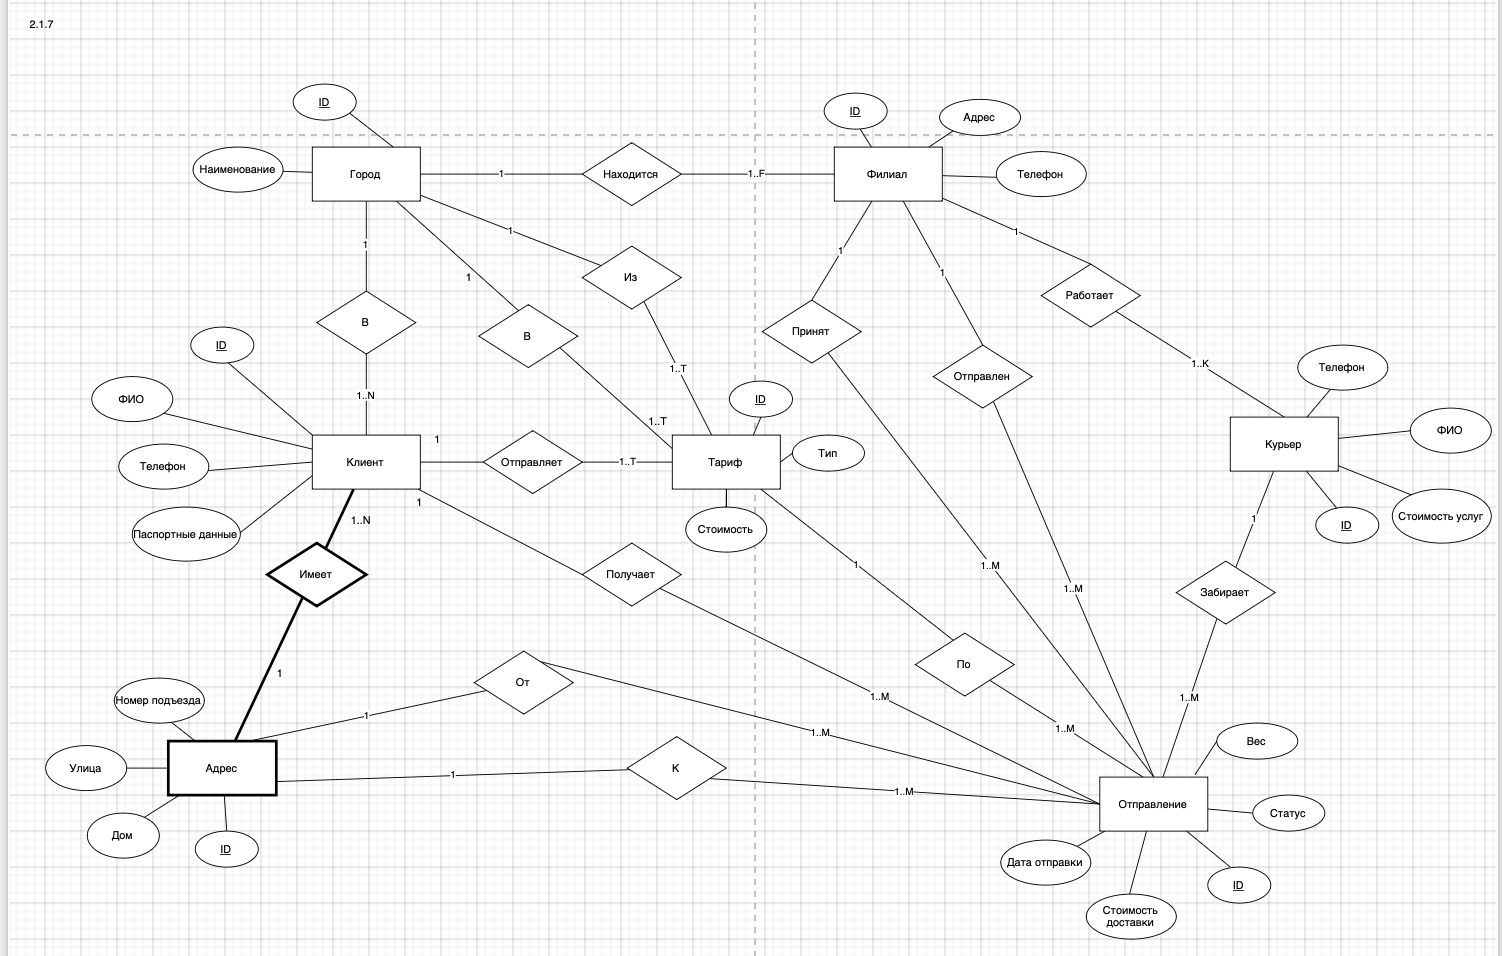 2.1.7
ID
ID
Адрес
Наименование
Город
1
Находится
1..F
Филиал
Телефон
1
1
1
1
1
1
Из
Работает
В
В
Принят
Отправлен
ID
1..T
1..K
Телефон
ФИО
1..N
ID
1..T
ФИО
1
Курьер
Телефон
Клиент
Отправляет
1..T
Тариф
Тип
1
ID
Стоимость услуг
Паспортные данные
1..N
Стоимость
1
Имеет
Получает
1
1..M
1..M
Забирает
1
По
От
Номер подъезда
1
1..M
1..M
1..M
1..M
Вес
Улица
Адрес
1
К
1..M
Отправление
Статус
Дом
ID
Дата отправки
ID
Стоимость
доставки